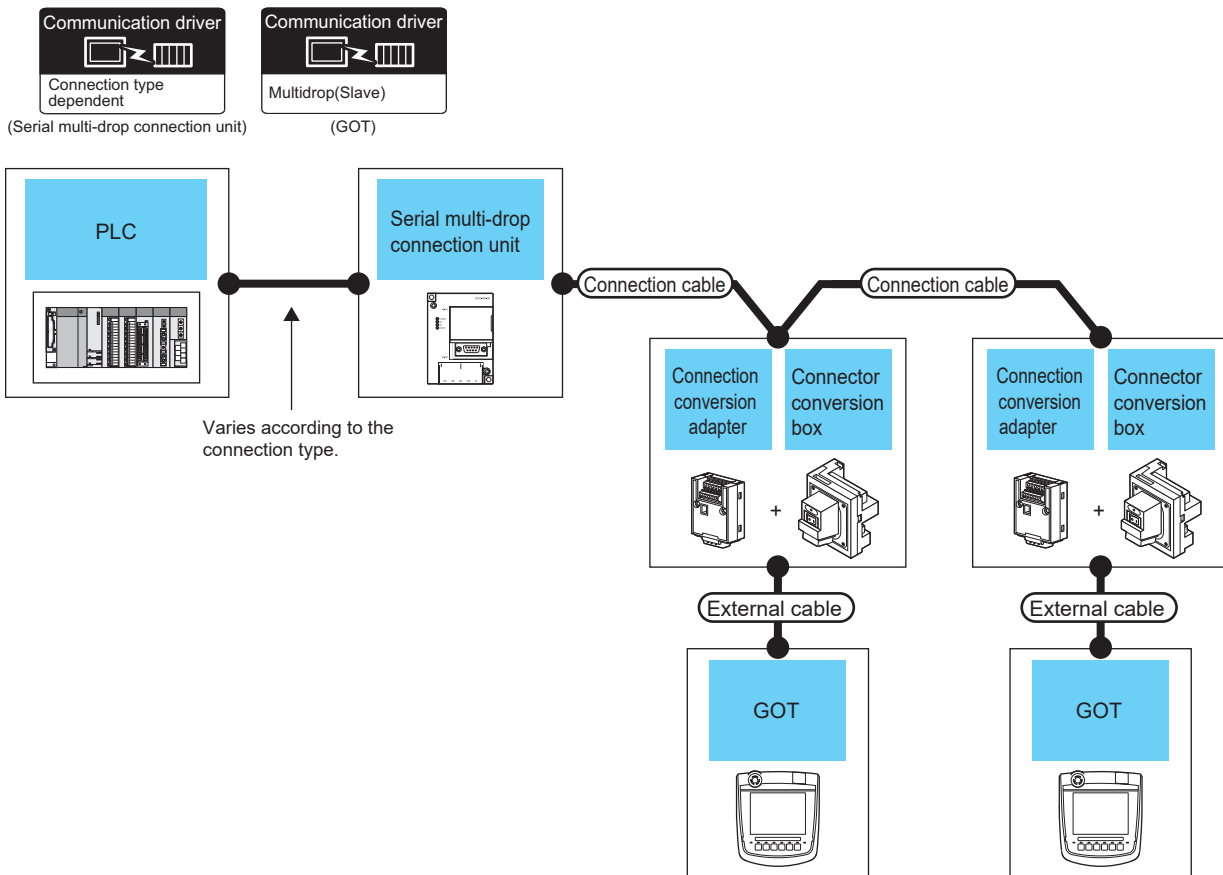 Communication driver
Connection type
dependent
(Serial multi-drop connection unit)
Communication driver
Multidrop(Slave)
(GOT)
PLC
Serial multi-drop
connection unit
Varies according to the
connection type.
Connection cable
Connection cable
Connection
conversion
adapter
Connector
conversion
box
+
Connection
conversion
adapter
Connector
conversion
box
+
External cable
External cable
GOT
GOT